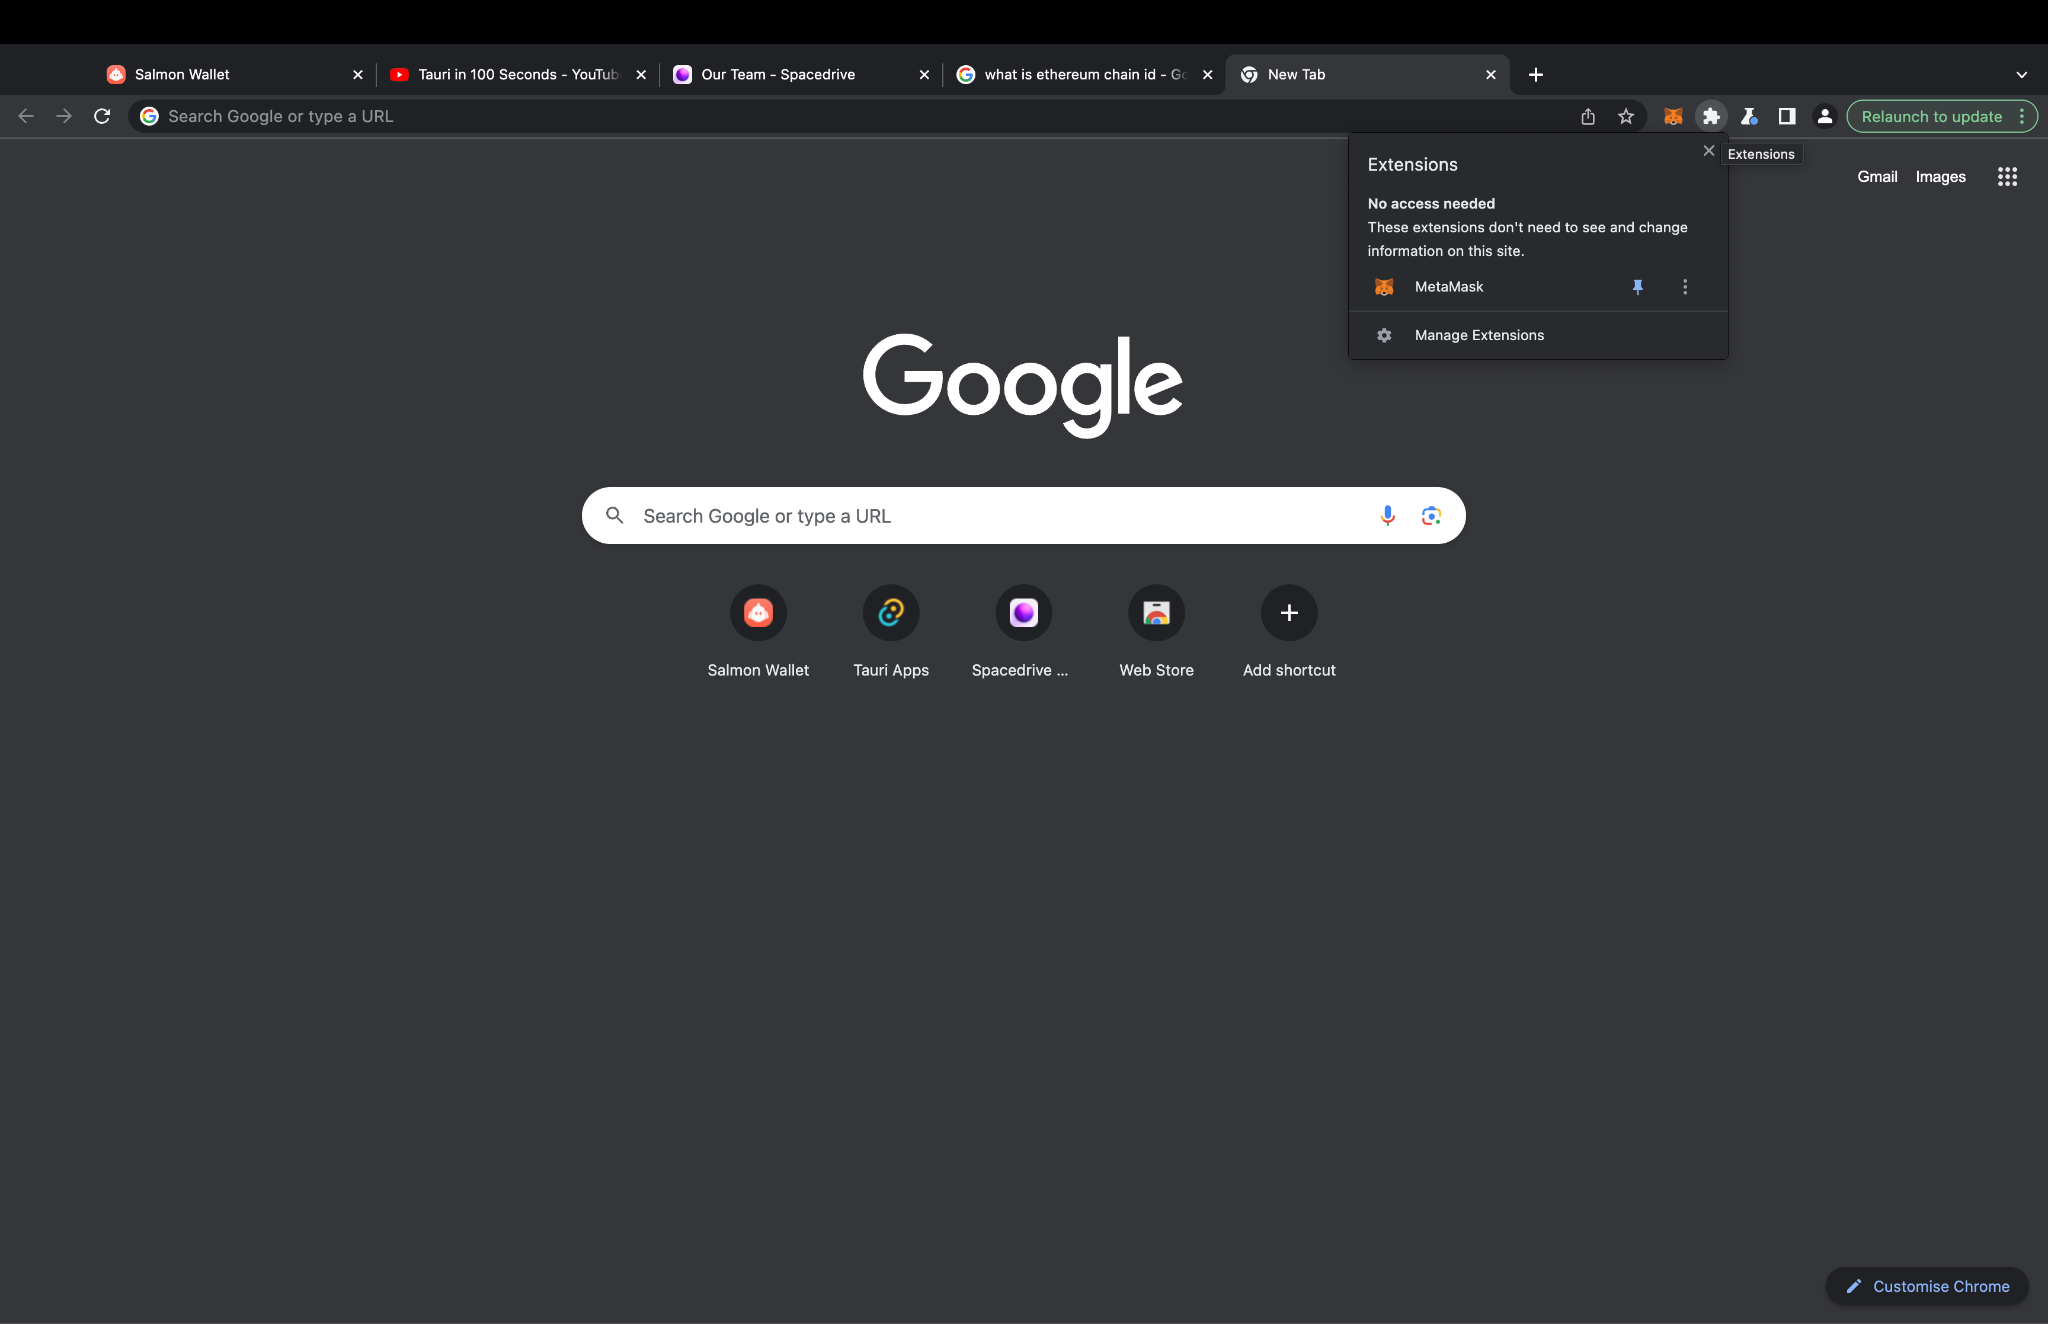 Salmon Wallet
Tauri in 100 Seconds - YouTub
Our Team - Spacedrive
what is ethereum chain id - Go
New Tab
Search Google or type a URL
Relaunch to update
Extensions
Extensions
Gmail
Images
No access needed
These extensions don't need to see and change
information on this site.
MetaMask
Manage Extensions
Google
Search Google or type a URL
Salmon Wallet
Tauri Apps
Spacedrive ...
Web Store
Add shortcut
Customise Chrome